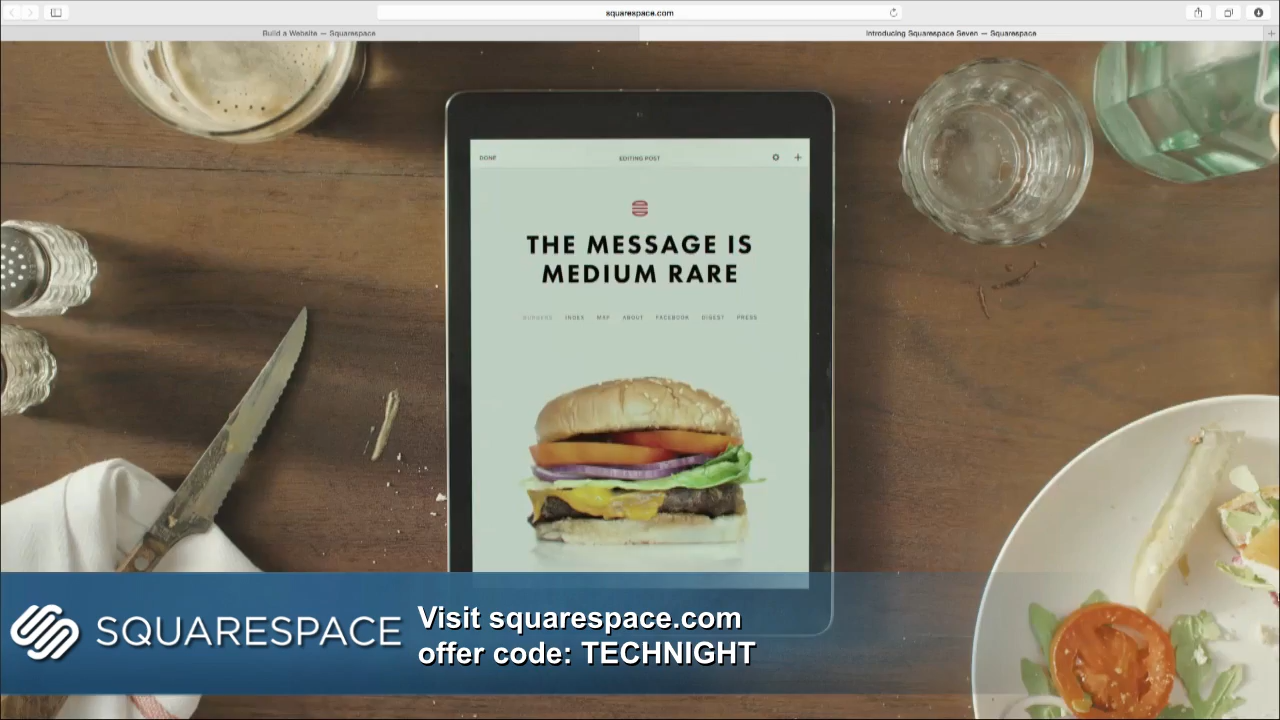 squarespace.com
Build a Website — Squarespace
Introducing Squarespace Seven — Squarespace
DONE
EDITING POST
THE MESSAGE IS
MEDIUM RARE
BURGERS INDEX MAP ABOUT FACEBOOK DIGEST PRESS
SQUARESPACE
Visit squarespace.com
offer code: TECHNIGHT